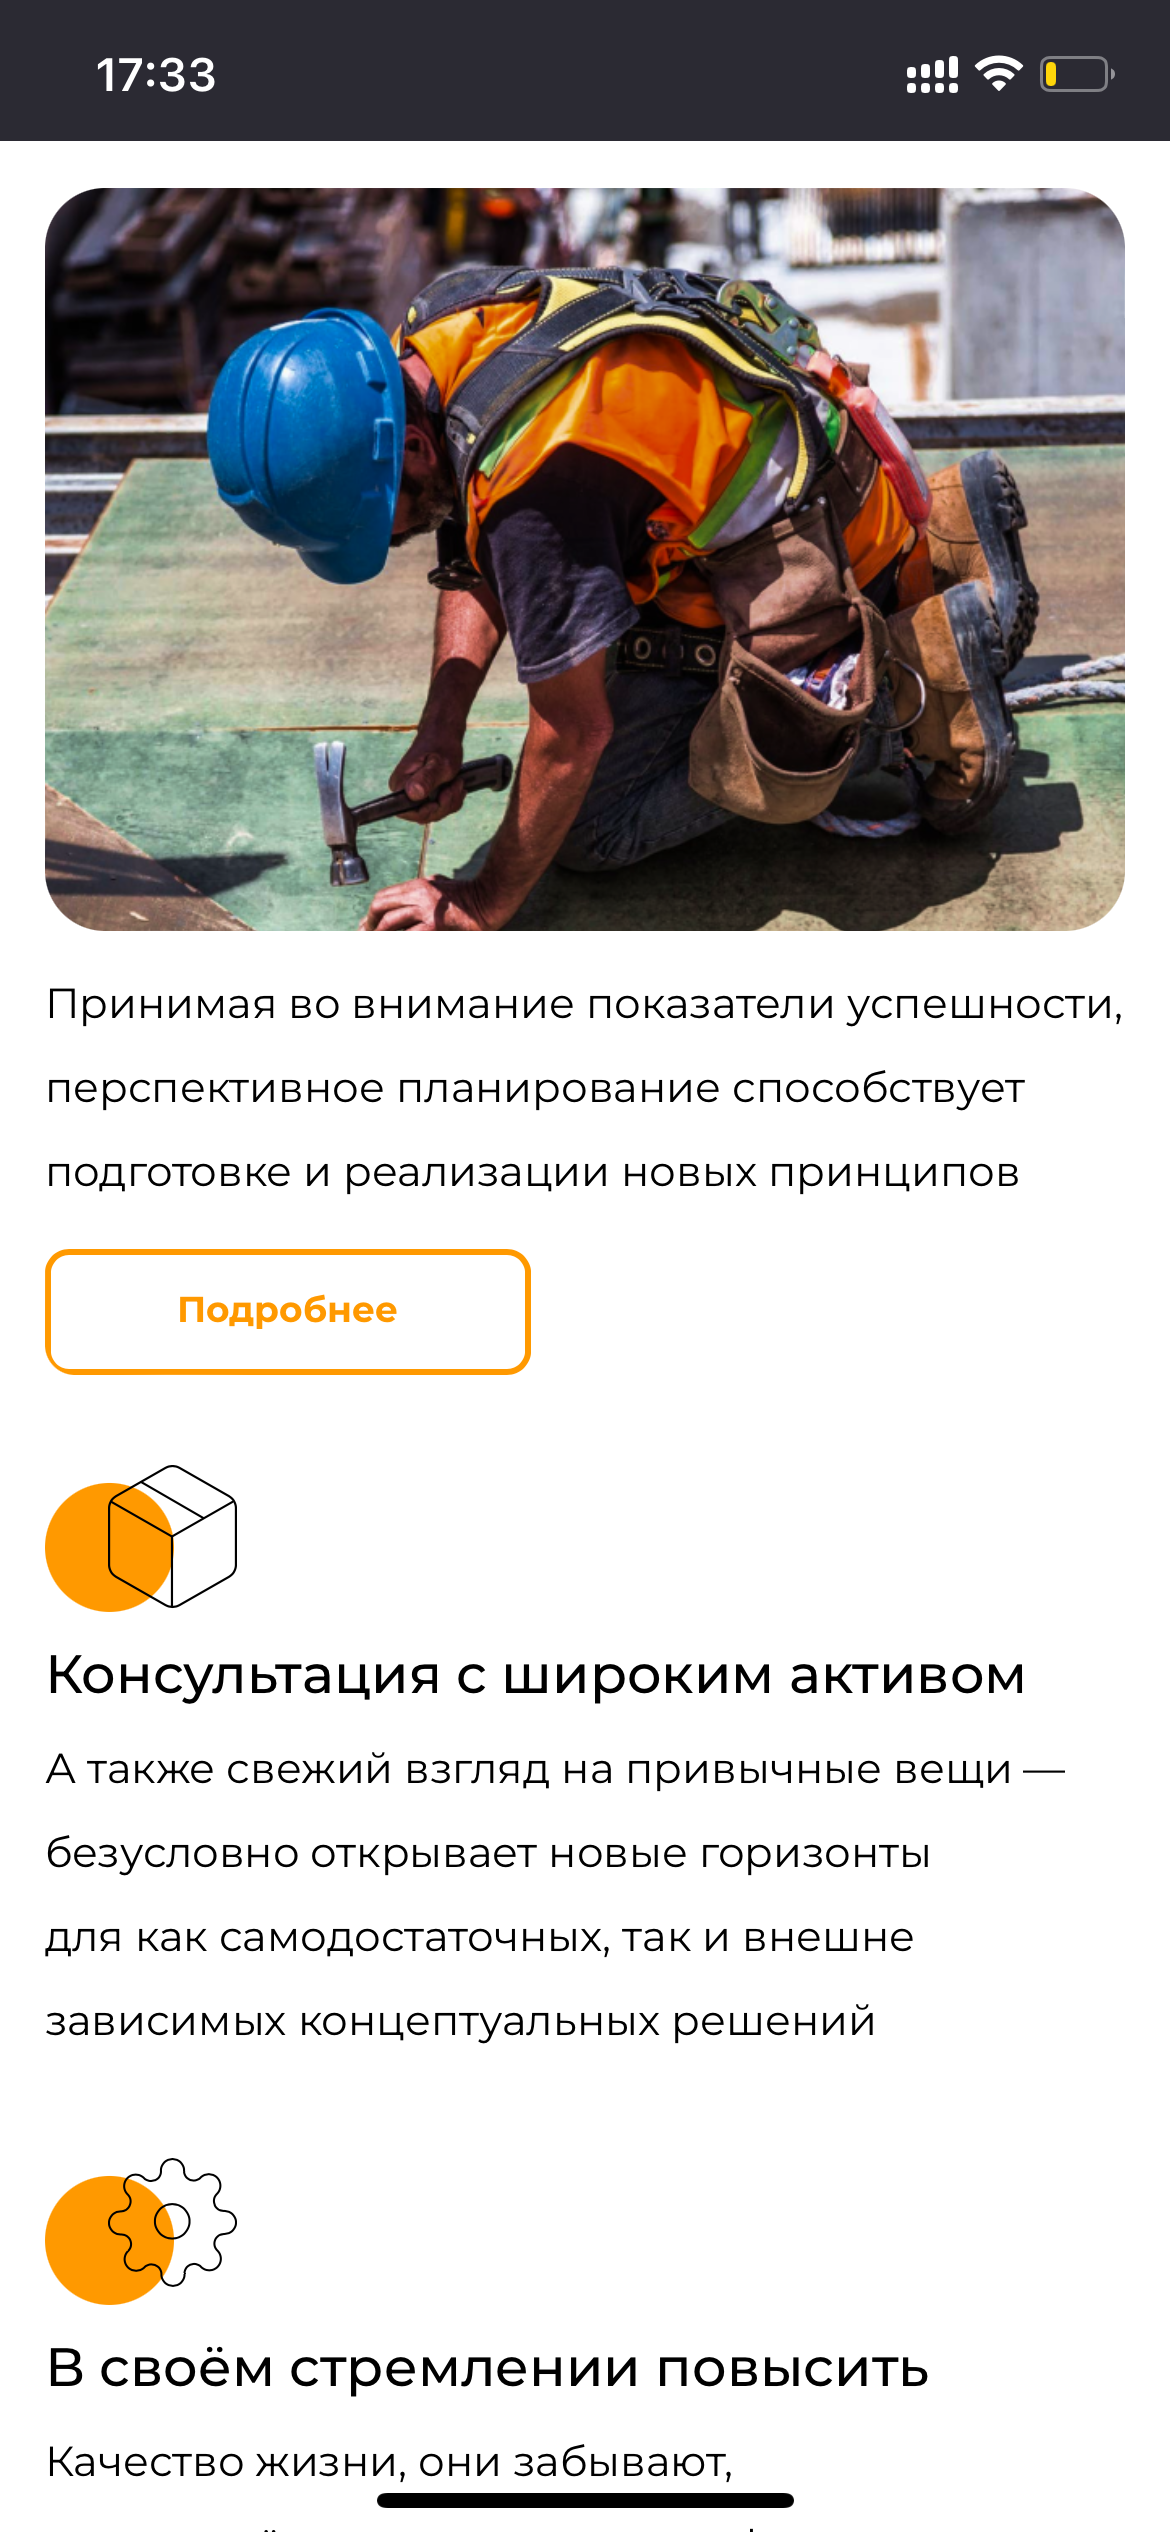 17:33
Принимая во внимание показатели успешности,
перспективное планирование способствует
подготовке и реализации новых принципов
Подробнее
Консультация с широким активом
А также свежий взгляд на привычные вещи —
безусловно открывает новые горизонты
для как самодостаточных, так и внешне
зависимых концептуальных решений
В своём стремлении повысить
Качество жизни, они забывают,